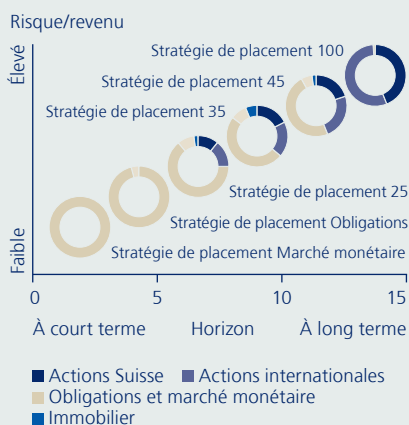 Risque/revenu
Élevé
Stratégie de placement 100
Stratégie de placement 45
Stratégie de placement 35
Stratégie de placement 25
Stratégie de placement Obligations
Stratégie de placement Marché monétaire
Faible
0 5 10 15
À court terme Horizon À long terme
Actions Suisse Actions internationales
Obligations et marché monétaire
Immobilier